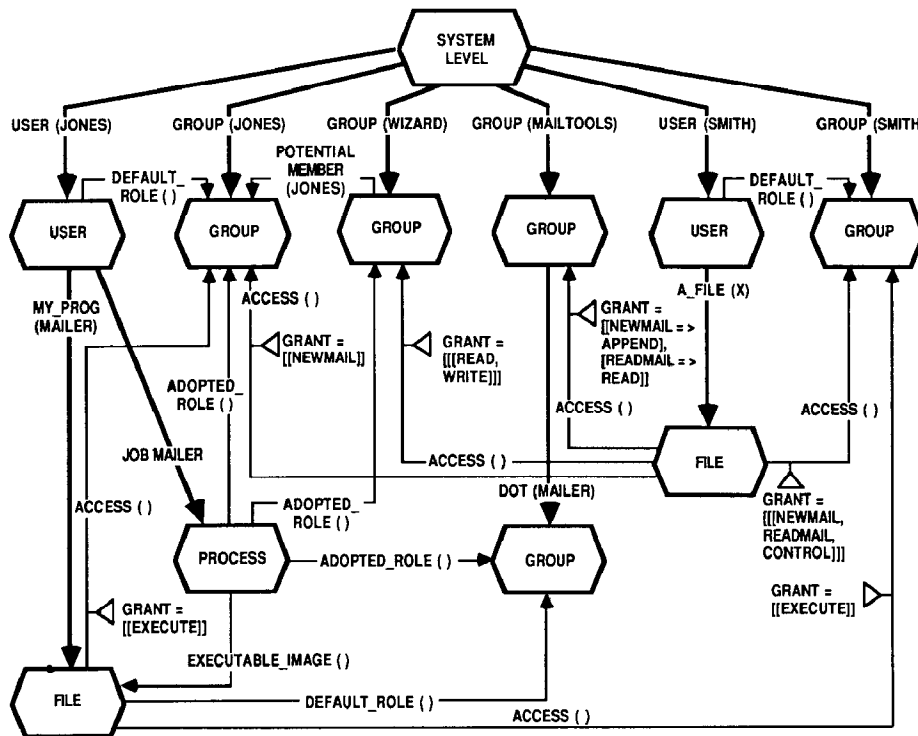 SYSTEM
LEVEL
USER (JONES)
GROUP (JONES)
GROUP (WIZARD)
GROUP (MAILTOOLS)
USER (SMITH)
GROUP (SMITH)
DEFAULT_
ROLE ( )
POTENTIAL
MEMBER
(JONES)
DEFAULT_
ROLE ( )
USER
GROUP
GROUP
GROUP
USER
GROUP
MY_PROG
(MAILER)
ACCESS ( )
A_FILE (X)
GRANT =
[[NEWMAIL]]
GRANT =
[[[READ,
WRITE]]]
GRANT =
[[NEWMAIL = >
APPEND],
[READMAIL = >
READ]]
ADOPTED_
ROLE ( )
ACCESS ( )
ACCESS ( )
JOB MAILER
ACCESS ( )
FILE
DOT (MAILER)
ACCESS ( )
ADOPTED_
ROLE ( )
GRANT =
[[[NEWMAIL,
READMAIL,
CONTROL]]]
PROCESS
ADOPTED_ROLE ( )
GROUP
GRANT =
[[EXECUTE]]
GRANT =
[[EXECUTE]]
EXECUTABLE_IMAGE ( )
FILE
DEFAULT_ROLE ( )
ACCESS ( )